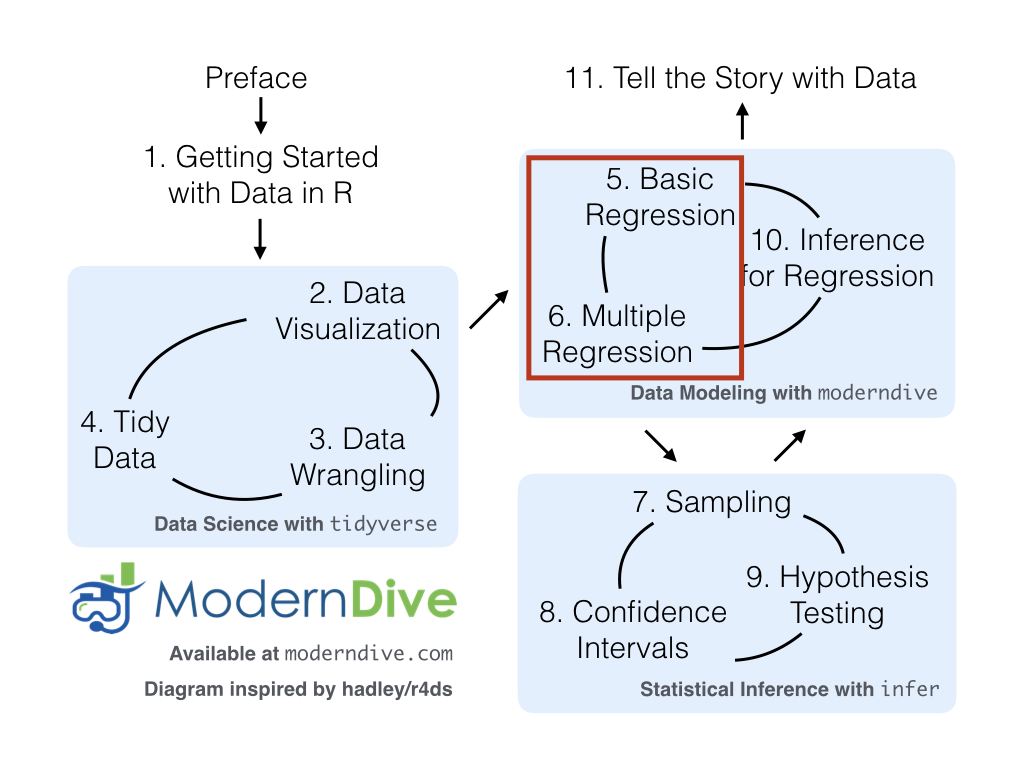 Preface
1. Getting Started
with Data in R
2. Data
Visualization
4. Tidy
Data
3. Data
Wrangling
Data Science with tidyverse
ModernDive
Available at moderndive.com
Diagram inspired by hadley/r4ds
11. Tell the Story with Data
5. Basic
Regression
10. Inference
for Regression
6. Multiple
Regression
Data Modeling with moderndive
7. Sampling
9. Hypothesis
Testing
8. Confidence
Intervals
Statistical Inference with infer